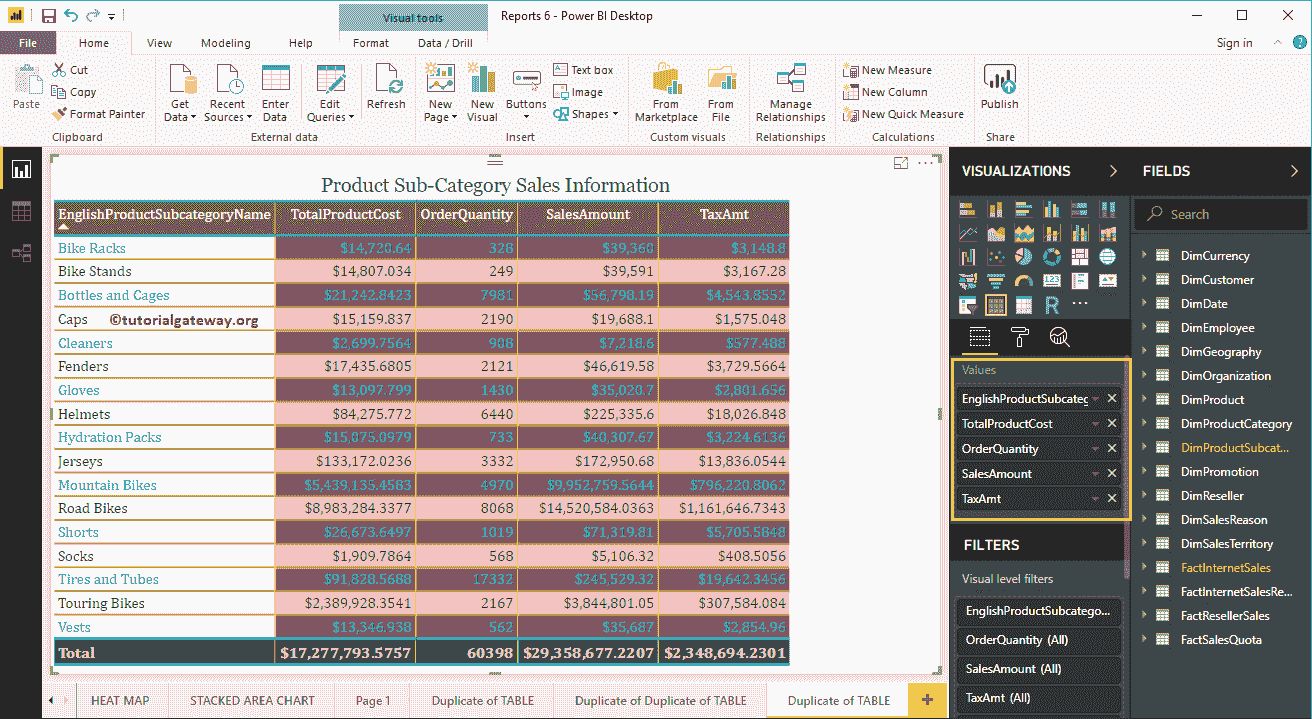 Visual tools
Reports 6 - Power BI Desktop
File Home View Modeling Help Format Data / Drill Sign in
Paste
Cut
Copy
Format Painter
Clipboard
Get Data
Recent Sources
Enter Data
External data
Edit Queries
Refresh
New Page
New Visual
Buttons
Text box
Image
Shapes
Insert
From Marketplace
From File
Custom visuals
Manage Relationships
Relationships
New Measure
New Column
New Quick Measure
Calculations
Publish
Share
Product Sub-Category Sales Information
EnglishProductSubcategoryName TotalProductCost OrderQuantity SalesAmount TaxAmt
Bike Racks $14,720.64 328 $39,360 $3,148.8
Bike Stands $14,807.034 249 $39,591 $3,167.28
Bottles and Cages $21,242.8423 7981 $56,798.19 $4,543.8552
Caps ©tutorialgateway.org $15,159.837 2190 $19,688.1 $1,575.048
Cleaners $2,699.7564 908 $7,218.6 $577.488
Fenders $17,435.6805 2121 $46,619.58 $3,729.5664
Gloves $13,097.799 1430 $35,020.7 $2,801.656
Helmets $84,275.772 6440 $225,335.6 $18,026.848
Hydration Packs $15,075.0979 733 $40,307.67 $3,224.6136
Jerseys $133,172.0236 3332 $172,950.68 $13,836.0544
Mountain Bikes $5,439,135.4583 4970 $9,952,759.5644 $796,220.8062
Road Bikes $8,983,284.3377 8068 $14,520,584.0363 $1,161,646.7343
Shorts $26,673.6497 1019 $71,319.81 $5,705.5848
Socks $1,909.7864 568 $5,106.32 $408.5056
Tires and Tubes $91,828.5688 17332 $245,529.32 $19,642.3456
Touring Bikes $2,389,928.3541 2167 $3,844,801.05 $307,584.084
Vests $13,346.938 562 $35,687 $2,854.96
Total $17,277,793.5757 60398 $29,358,677.2207 $2,348,694.2301
VISUALIZATIONS
R
123
Values
EnglishProductSubcateg
TotalProductCost
OrderQuantity
SalesAmount
TaxAmt
FILTERS
Visual level filters
EnglishProductSubcatego...
OrderQuantity (All)
SalesAmount (All)
TaxAmt (All)
FIELDS
Search
DimCurrency
DimCustomer
DimDate
DimEmployee
DimGeography
DimOrganization
DimProduct
DimProductCategory
DimProductSubcat...
DimPromotion
DimReseller
DimSalesReason
DimSalesTerritory
FactInternetSales
FactInternetSalesRe...
FactResellerSales
FactSalesQuota
HEAT MAP STACKED AREA CHART Page 1 Duplicate of TABLE Duplicate of Duplicate of TABLE Duplicate of TABLE